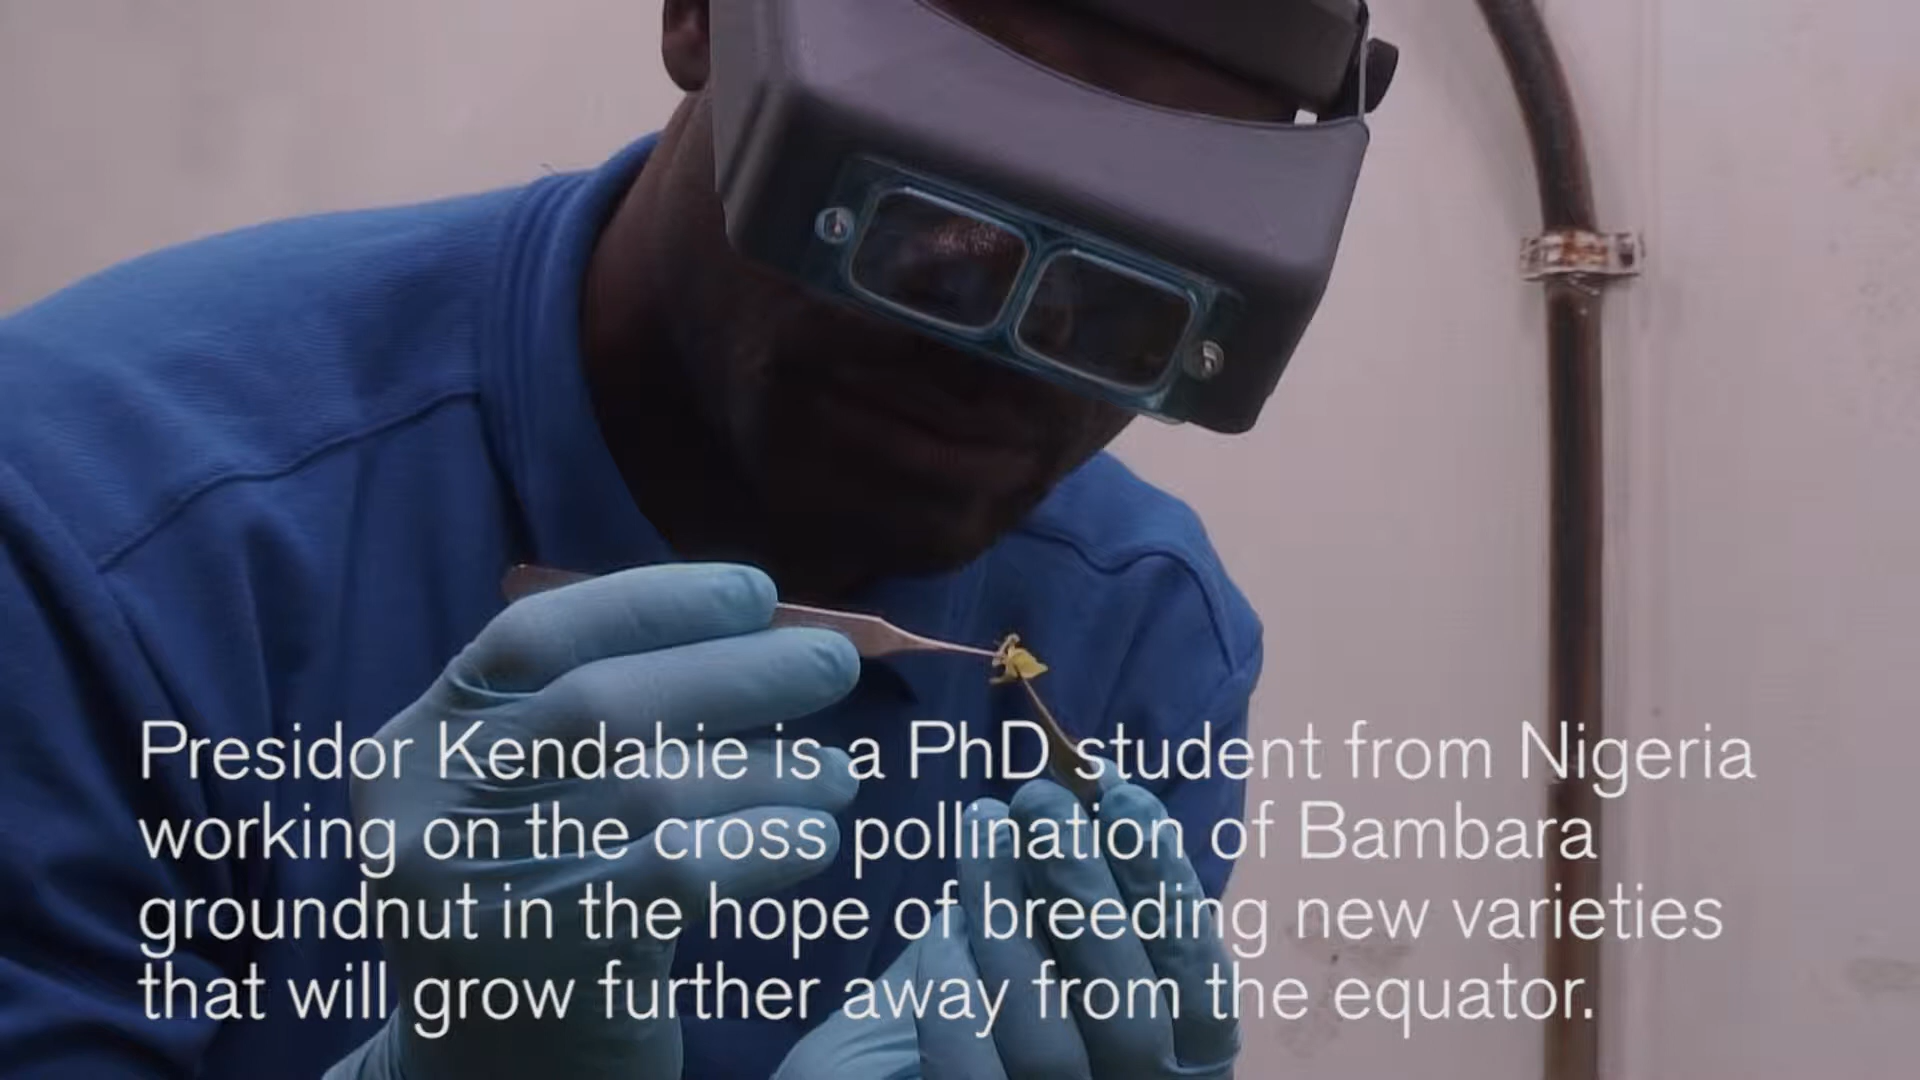 Presidor Kendabie is a PhD student from Nigeria
working on the cross pollination of Bambara
groundnut in the hope of breeding new varieties
that will grow further away from the equator.